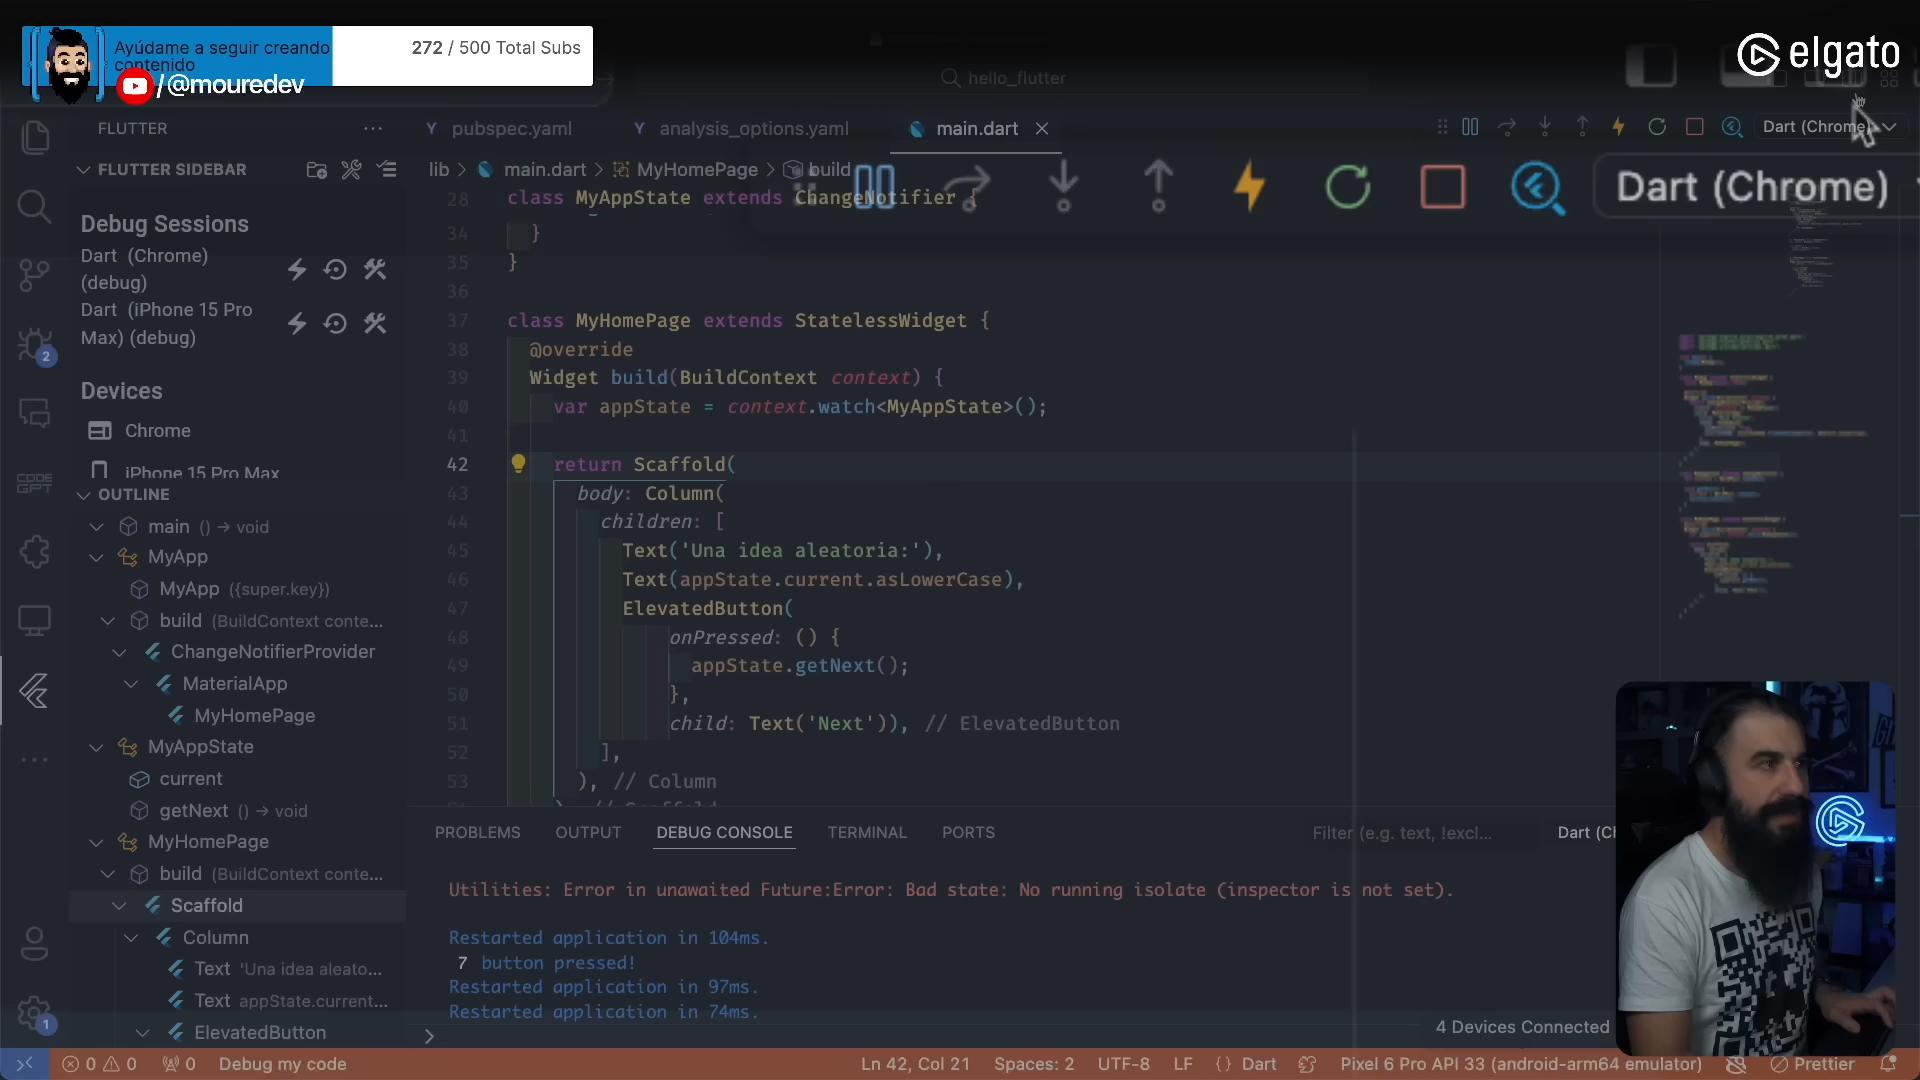 Ayúdame a seguir creando
contenido
272 / 500 Total Subs
/@mouredev
elgato
hello_flutter
FLUTTER
pubspec.yaml
analysis_options.yaml
main.dart
Dart (Chrome)
FLUTTER SIDEBAR
lib > main.dart > MyHomePage > build
Dart (Chrome)
Debug Sessions
Dart (Chrome)
(debug)
Dart (iPhone 15 Pro
Max) (debug)
2
Devices
Chrome
iPhone 15 Pro Max
CODE
GPT
OUTLINE
main () → void
MyApp
MyApp ({super.key})
build (BuildContext conte...
ChangeNotifierProvider
MaterialApp
MyHomePage
MyAppState
current
getNext () → void
MyHomePage
build (BuildContext conte...
Scaffold
Column
Text 'Una idea aleato...
Text appState.current...
ElevatedButton
1
28 class MyAppState extends ChangeNotifier {
34 }
35 }
36
37 class MyHomePage extends StatelessWidget {
38 @override
39 Widget build(BuildContext context) {
40 var appState = context.watch<MyAppState>();
41
42 return Scaffold(
43 body: Column(
44 children: [
45 Text('Una idea aleatoria:'),
46 Text(appState.current.asLowerCase),
47 ElevatedButton(
48 onPressed: () {
49 appState.getNext();
50 },
51 child: Text('Next')), // ElevatedButton
52 ],
53 ), // Column
PROBLEMS OUTPUT DEBUG CONSOLE TERMINAL PORTS
Filter (e.g. text, !excl...
Dart (Ch
Utilities: Error in unawaited Future:Error: Bad state: No running isolate (inspector is not set).
Restarted application in 104ms.
7 button pressed!
Restarted application in 97ms.
Restarted application in 74ms.
>
4 Devices Connected
0 0 0 Debug my code
Ln 42, Col 21 Spaces: 2 UTF-8 LF {} Dart Pixel 6 Pro API 33 (android-arm64 emulator) Prettier